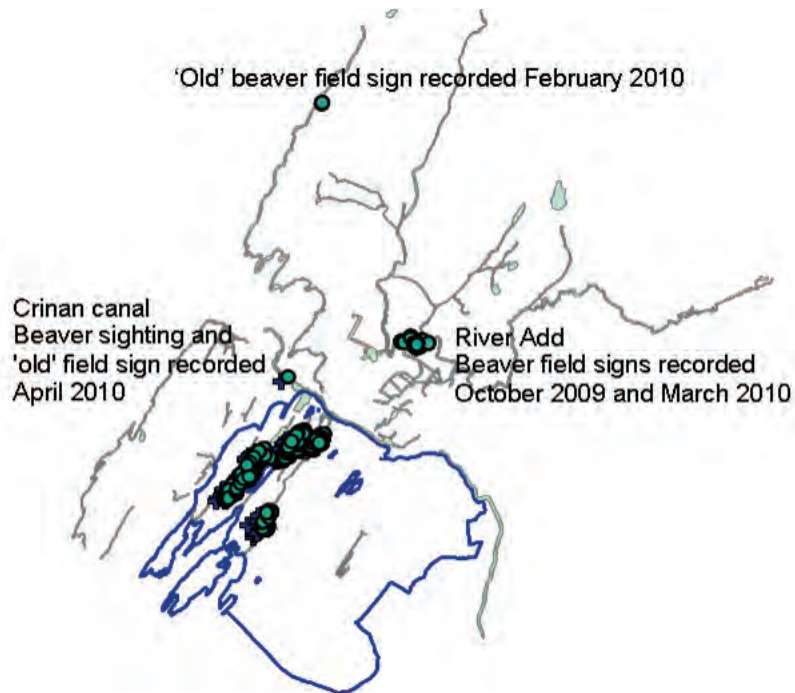 ‘Old’ beaver field sign recorded February 2010
Crinan canal
Beaver sighting and
'old' field sign recorded
April 2010
River Add
Beaver field signs recorded
October 2009 and March 2010